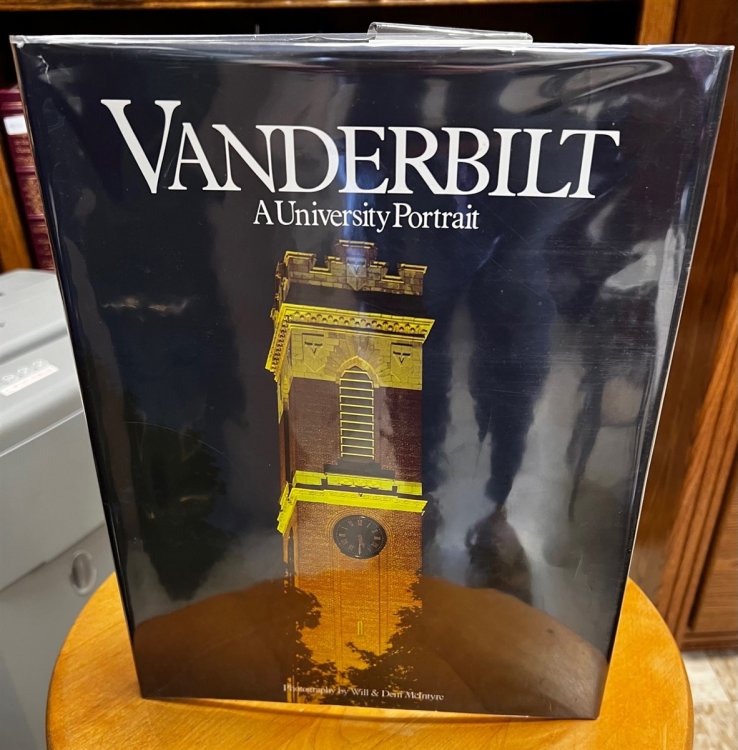 VANDERBILT
A University Portrait
Photography by Will & Deni McIntyre